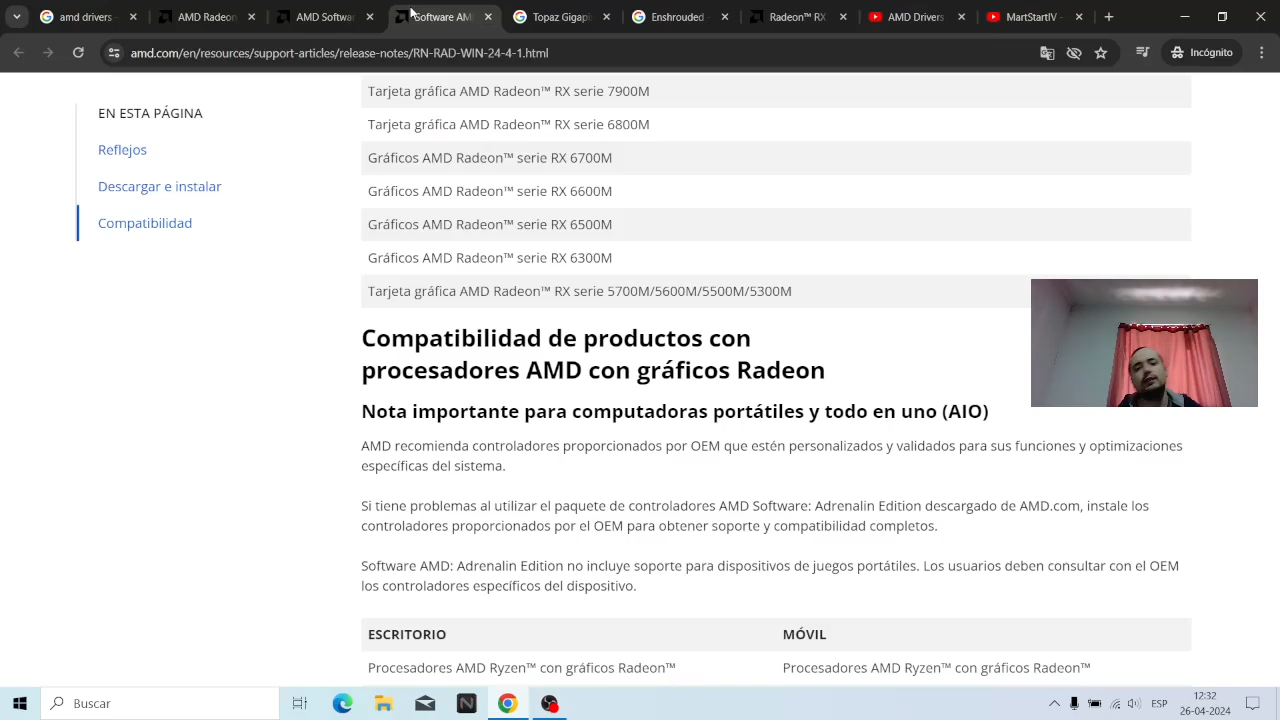 AMD Radeon
AMD Softwar
Software AM
Topaz Gigapi
Enshrouded
Radeon™ RX
AMD Drivers
MartStartIV -
amd.com/en/resources/support-articles/release-notes/RN-RAD-WIN-24-4-1.html
Incógnito
EN ESTA PÁGINA
Reflejos
Descargar e instalar
Compatibilidad
Tarjeta gráfica AMD Radeon™ RX serie 7900M
Tarjeta gráfica AMD Radeon™ RX serie 6800M
Gráficos AMD Radeon™ serie RX 6700M
Gráficos AMD Radeon™ serie RX 6600M
Gráficos AMD Radeon™ serie RX 6500M
Gráficos AMD Radeon™ serie RX 6300M
Tarjeta gráfica AMD Radeon™ RX serie 5700M/5600M/5500M/5300M
Compatibilidad de productos con
procesadores AMD con gráficos Radeon
Nota importante para computadoras portátiles y todo en uno (AIO)
AMD recomienda controladores proporcionados por OEM que estén personalizados y validados para sus funciones y optimizaciones
específicas del sistema.
Si tiene problemas al utilizar el paquete de controladores AMD Software: Adrenalin Edition descargado de AMD.com, instale los
controladores proporcionados por el OEM para obtener soporte y compatibilidad completos.
Software AMD: Adrenalin Edition no incluye soporte para dispositivos de juegos portátiles. Los usuarios deben consultar con el OEM
los controladores específicos del dispositivo.
ESCRITORIO
MÓVIL
Procesadores AMD Ryzen™ con gráficos Radeon™
Procesadores AMD Ryzen™ con gráficos Radeon™
Buscar
ESP
12:32
26-04-2024